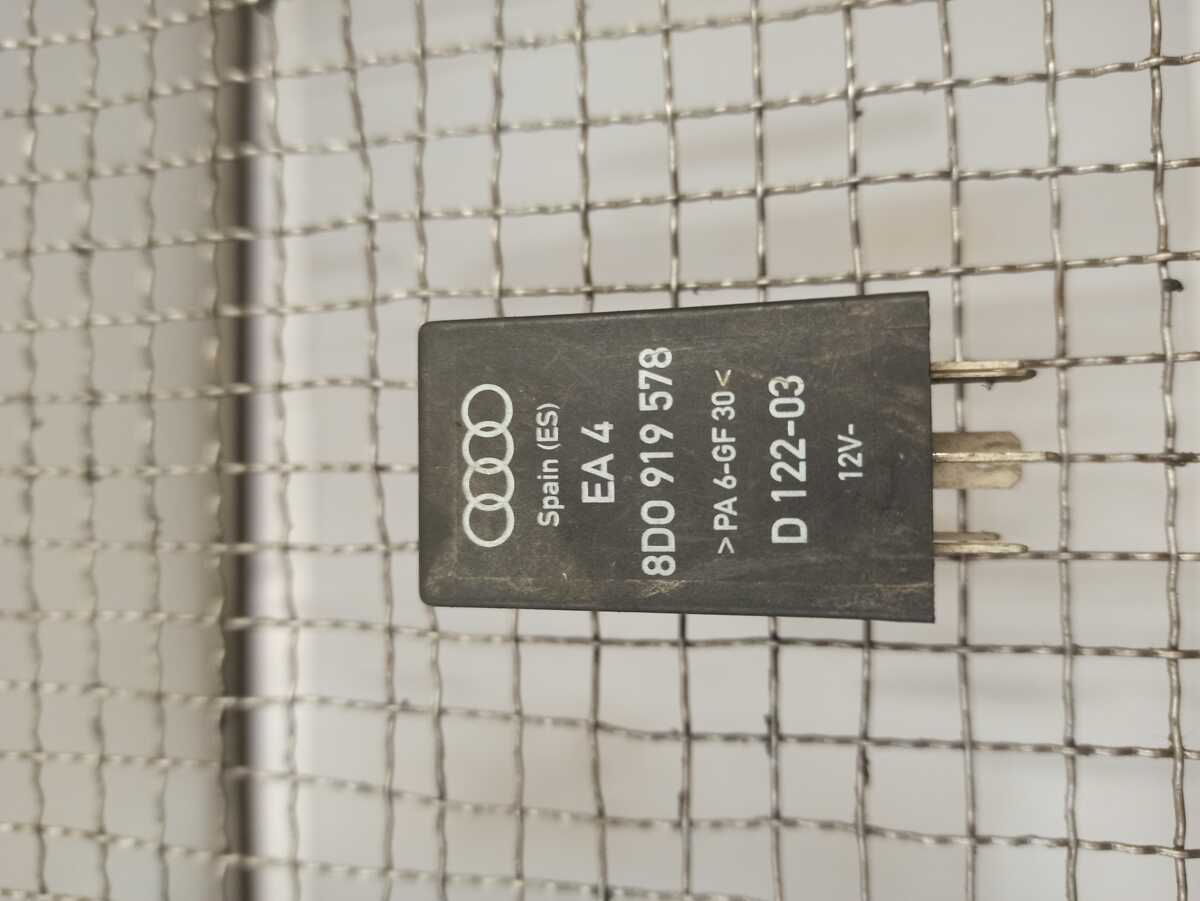 Spain (ES)
EA 4
8D0 919 578
>PA 6-GF 30<
D 122-03
12V-